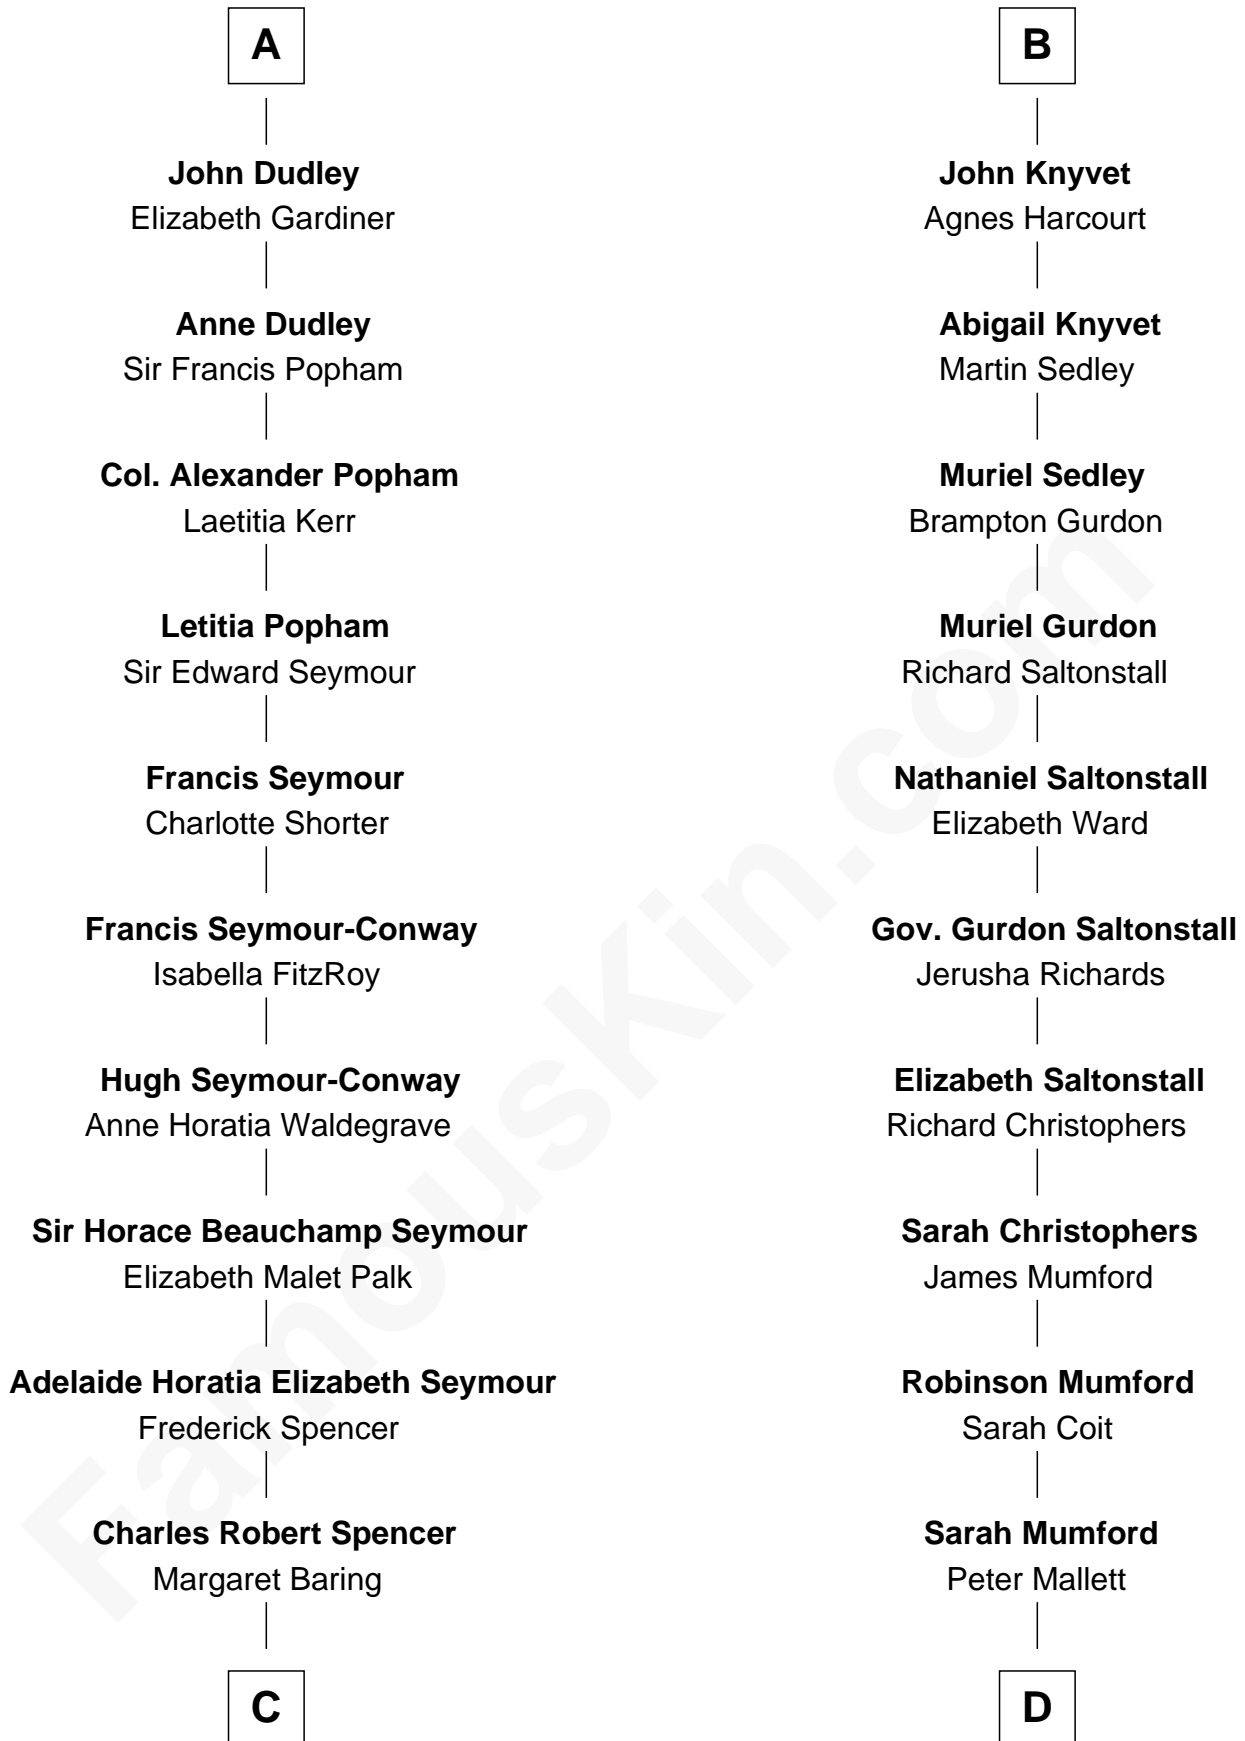 A
John Dudley
Elizabeth Gardiner
Anne Dudley
Sir Francis Popham
Col. Alexander Popham
Laetitia Kerr
Letitia Popham
Sir Edward Seymour
Francis Seymour
Charlotte Shorter
Francis Seymour-Conway
Isabella FitzRoy
Hugh Seymour-Conway
Anne Horatia Waldegrave
Sir Horace Beauchamp Seymour
Elizabeth Malet Palk
Adelaide Horatia Elizabeth Seymour
Frederick Spencer
Charles Robert Spencer
Margaret Baring
C
B
John Knyvet
Agnes Harcourt
Abigail Knyvet
Martin Sedley
Muriel Sedley
Brampton Gurdon
Muriel Gurdon
Richard Saltonstall
Nathaniel Saltonstall
Elizabeth Ward
Gov. Gurdon Saltonstall
Jerusha Richards
Elizabeth Saltonstall
Richard Christophers
Sarah Christophers
James Mumford
Robinson Mumford
Sarah Coit
Sarah Mumford
Peter Mallett
D
FamousKin.com